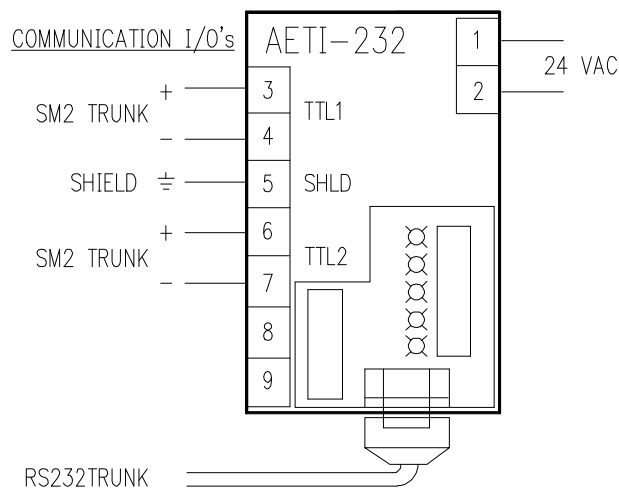 COMMUNICATION I/O's
AETI-232
1
24 VAC
2
+
3
SM2 TRUNK
TTL1
-
4
SHIELD
5
SHLD
+
6
SM2 TRUNK
TTL2
-
7
8
9
RS232TRUNK